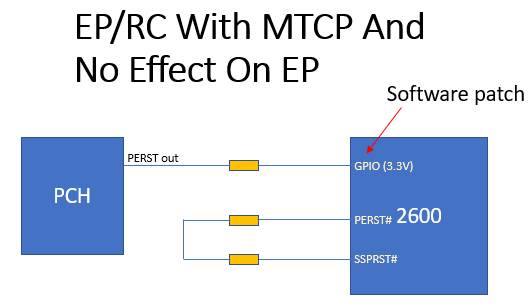 EP/RC With MTCP And
No Effect On EP
Software patch
PERST out
GPIO (3.3V)
PCH
PERST# 2600
SSPRST#